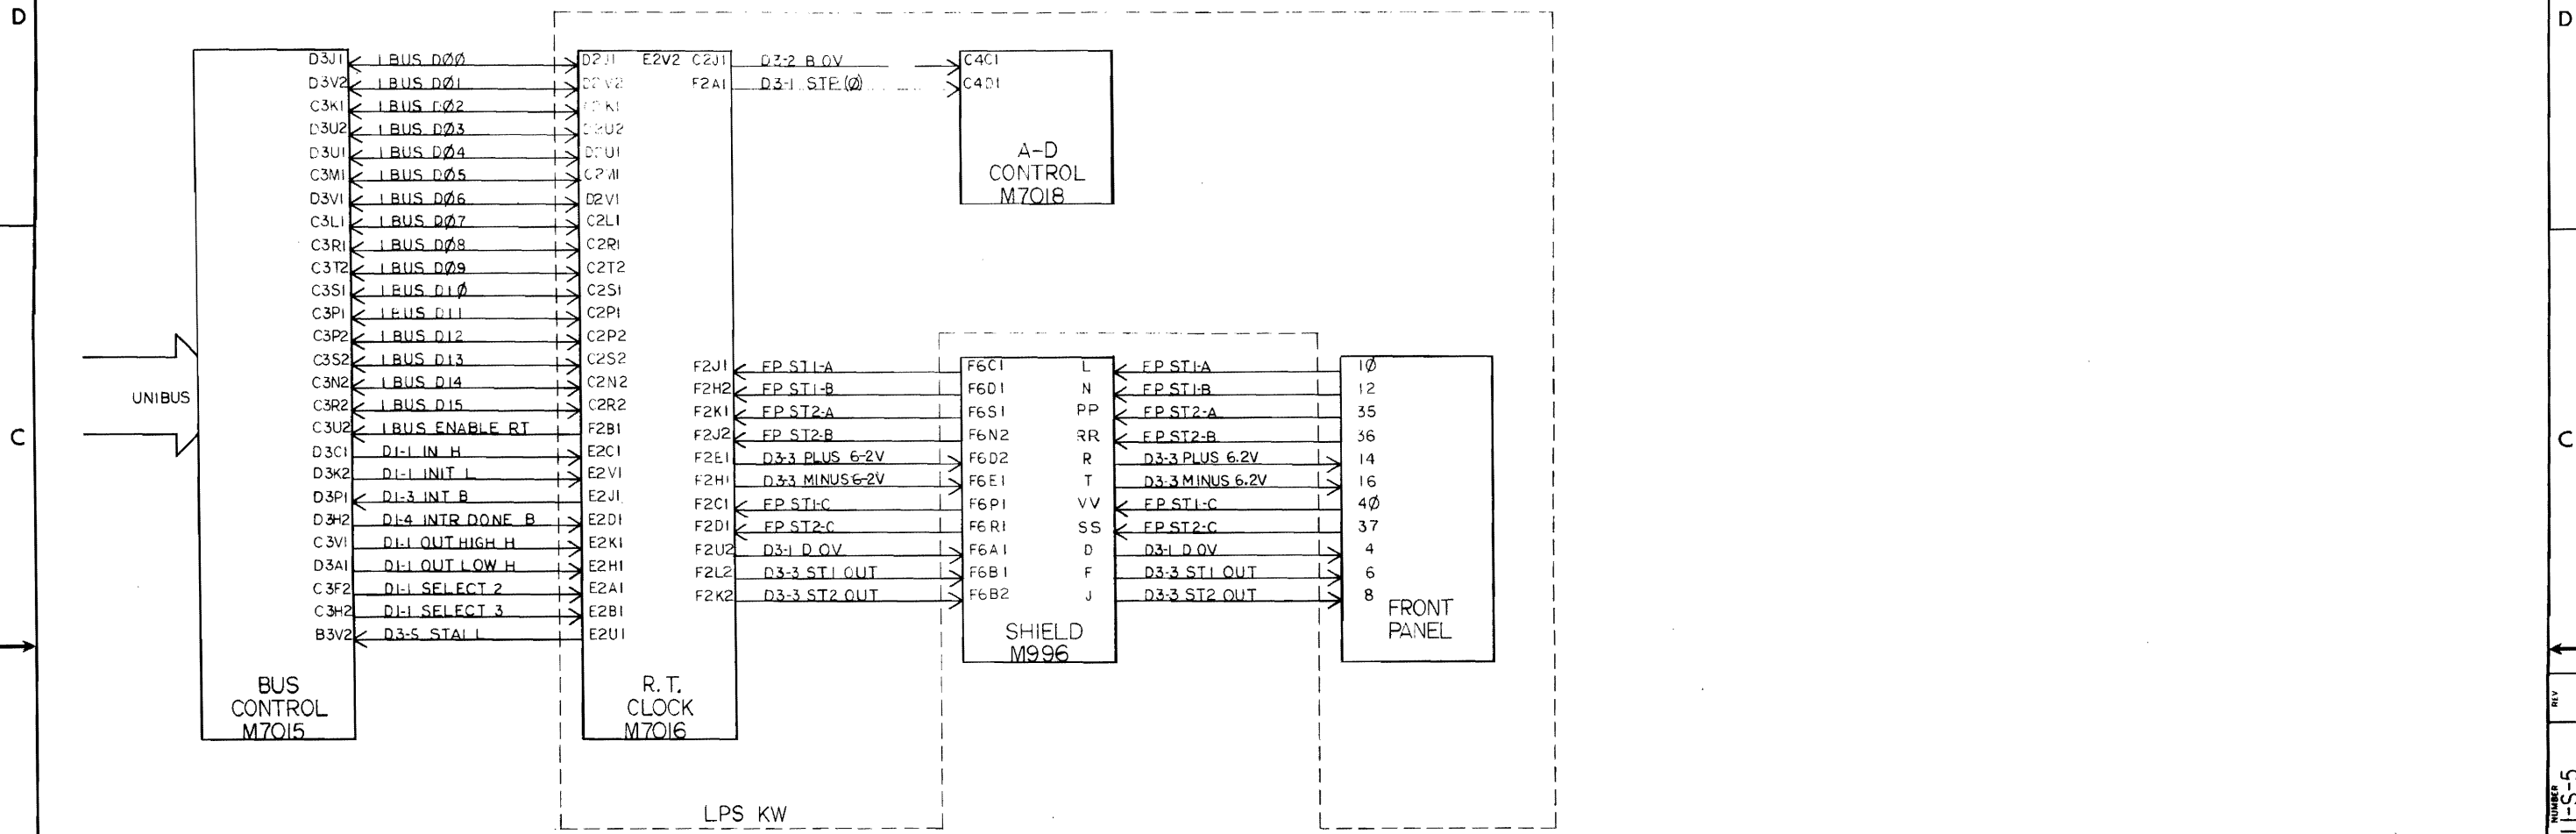 D
D
D3J1 I BUS DØØ D2J1 E2V2 C2J1 D3-2 B OV C4C1
D3V2 I BUS DØ1 D2V2 F2A1 D3-1 STP (Ø) C4D1
C3K1 I BUS DØ2
D3U2 I BUS DØ3 D2U2
D3U1 I BUS DØ4 D2U1
C3M1 I BUS DØ5 C2M1
D3V1 I BUS DØ6 D2V1
C3L1 I BUS DØ7 C2L1
C3R1 I BUS DØ8 C2R1
C3T2 I BUS DØ9 C2T2
C3S1 I BUS D1Ø C2S1
C3P1 I BUS D11 C2P1
C3P2 I BUS D12 C2P2
C3S2 I BUS D13 C2S2
C3N2 I BUS D14 C2N2
C3R2 I BUS D15 C2R2
C3U2 I BUS ENABLE RT F2B1
D3C1 D1-1 IN H E2C1
D3K2 D1-1 INIT L E2V1
D3P1 D1-3 INT B E2J1
D3H2 D1-4 INTR DONE B E2D1
C3V1 D1-1 OUT HIGH H E2K1
D3A1 D1-1 OUT LOW H E2H1
C3F2 D1-1 SELECT 2 E2A1
C3H2 D1-1 SELECT 3 E2B1
B3V2 D3-5 STALL E2U1
A-D
CONTROL
M7018
UNIBUS
C
C
F2J1 FP ST1-A F6C1 L FP ST1-A 1Ø
F2H2 FP ST1-B F6D1 N FP ST1-B 12
F2K1 FP ST2-A F6S1 PP FP ST2-A 35
F2J2 FP ST2-B F6N2 RR FP ST2-B 36
F2E1 D3-3 PLUS 6-2V F6D2 R D3-3 PLUS 6.2V 14
F2H1 D3-3 MINUS 6-2V F6E1 T D3-3 MINUS 6.2V 16
F2C1 FP ST1-C F6P1 VV FP ST1-C 4Ø
F2D1 FP ST2-C F6R1 SS FP ST2-C 37
F2U2 D3-1 D OV F6A1 D D3-1 D OV 4
F2L2 D3-3 ST1 OUT F6B1 F D3-3 ST1 OUT 6
F2K2 D3-3 ST2 OUT F6B2 J D3-3 ST2 OUT 8
BUS
CONTROL
M7015
R.T.
CLOCK
M7016
SHIELD
M996
FRONT
PANEL
LPS KW
REV
NUMBER